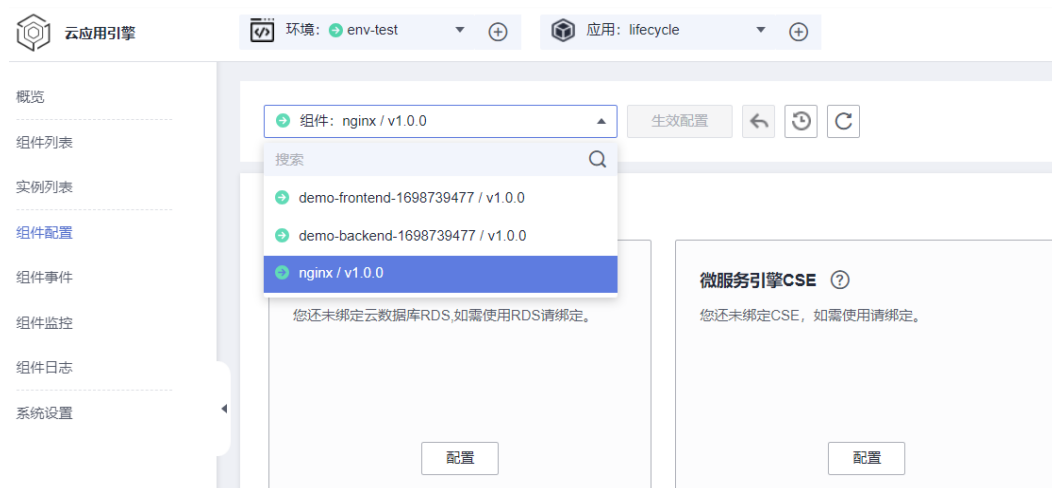 云应用引擎
环境： env-test
应用： lifecycle
概览
组件列表
实例列表
组件配置
组件事件
组件监控
组件日志
系统设置
组件： nginx / v1.0.0
生效配置
搜索
demo-frontend-1698739477 / v1.0.0
demo-backend-1698739477 / v1.0.0
nginx / v1.0.0
您还未绑定云数据库RDS,如需使用RDS请绑定。
配置
微服务引擎CSE
您还未绑定CSE，如需使用请绑定。
配置